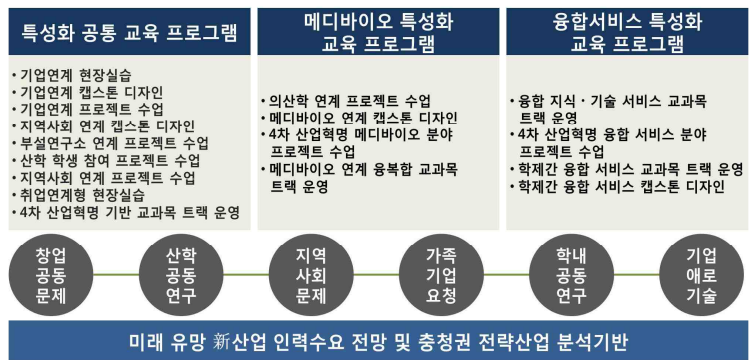 특성화 공통 교육 프로그램
• 기업연계 현장실습
• 기업연계 캡스톤 디자인
• 기업연계 프로젝트 수업
• 지역사회 연계 캡스톤 디자인
• 부설연구소 연계 프로젝트 수업
• 산학 학생 참여 프로젝트 수업
• 지역사회 연계 프로젝트 수업
• 취업연계형 현장실습
• 4차 산업혁명 기반 교과목 트랙 운영
메디바이오 특성화
교육 프로그램
• 의산학 연계 프로젝트 수업
• 메디바이오 연계 캡스톤 디자인
• 4차 산업혁명 메디바이오 분야
프로젝트 수업
• 메디바이오 연계 융복합 교과목
트랙 운영
융합서비스 특성화
교육 프로그램
• 융합 지식·기술 서비스 교과목
트랙 운영
• 4차 산업혁명 융합 서비스 분야
프로젝트 수업
• 학제간 융합 서비스 교과목 트랙 운영
• 학제간 융합 서비스 캡스톤 디자인
창업
공동
문제
산학
공동
연구
지역
사회
문제
가족
기업
요청
학내
공동
연구
기업
애로
기술
미래 유망 新산업 인력수요 전망 및 충청권 전략산업 분석기반